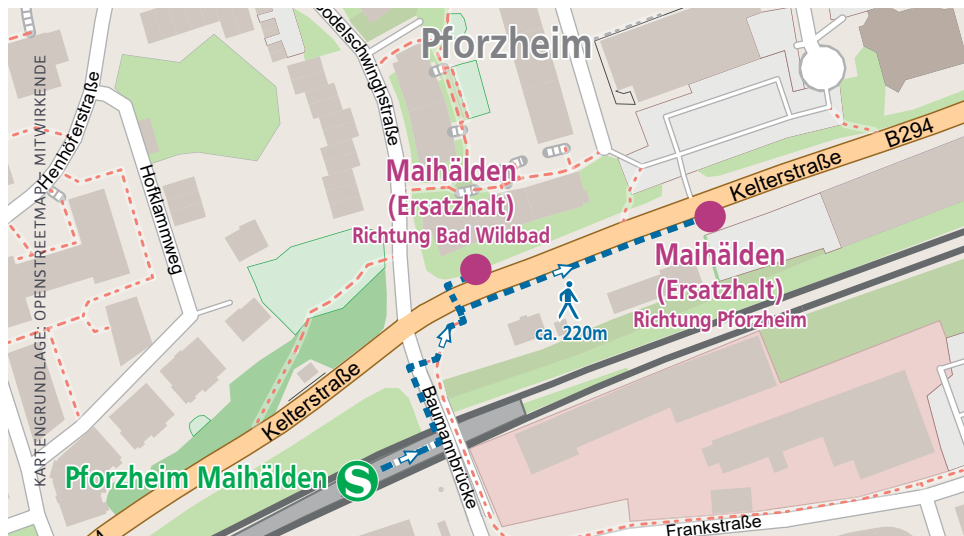 Pforzheim
Bodelschwinghstraße
Henhöferstraße
Hofklammweg
KARTENGRUNDLAGE: OPENSTREETMAP, MITWIRKENDE
B294
Kelterstraße
Maihälden
(Ersatzhalt)
Richtung Bad Wildbad
Maihälden
(Ersatzhalt)
Richtung Pforzheim
ca. 220m
Kelterstraße
Baumannbrücke
Pforzheim Maihälden
S
Frankstraße